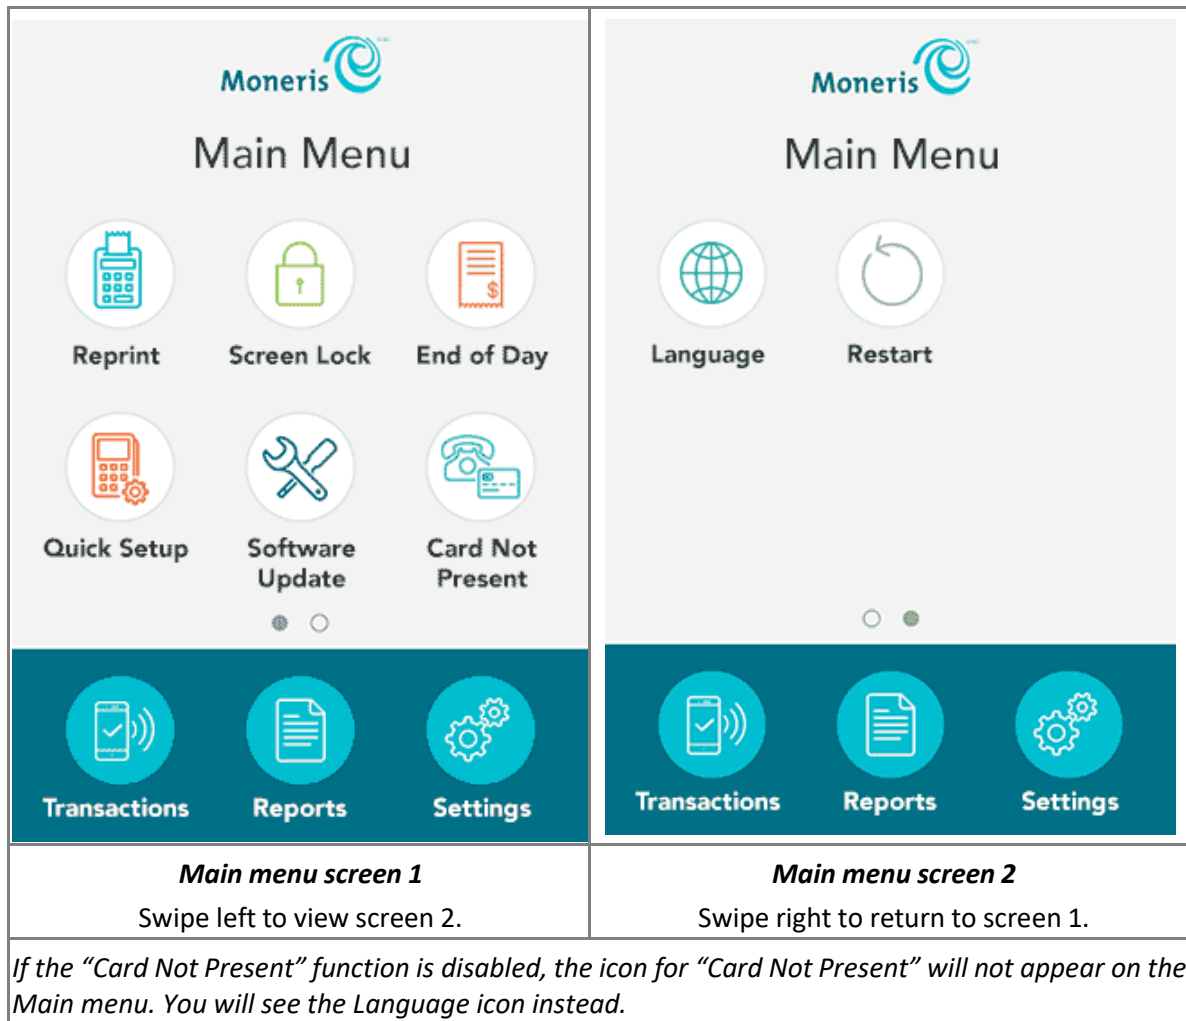 Moneris
Main Menu
Reprint
Screen Lock
End of Day
$
Quick Setup
Software
Update
Card Not
Present
Transactions
Reports
Settings
Main menu screen 1
Swipe left to view screen 2.
Moneris
Main Menu
Language
Restart
Transactions
Reports
Settings
Main menu screen 2
Swipe right to return to screen 1.
If the “Card Not Present” function is disabled, the icon for “Card Not Present” will not appear on the
Main menu. You will see the Language icon instead.